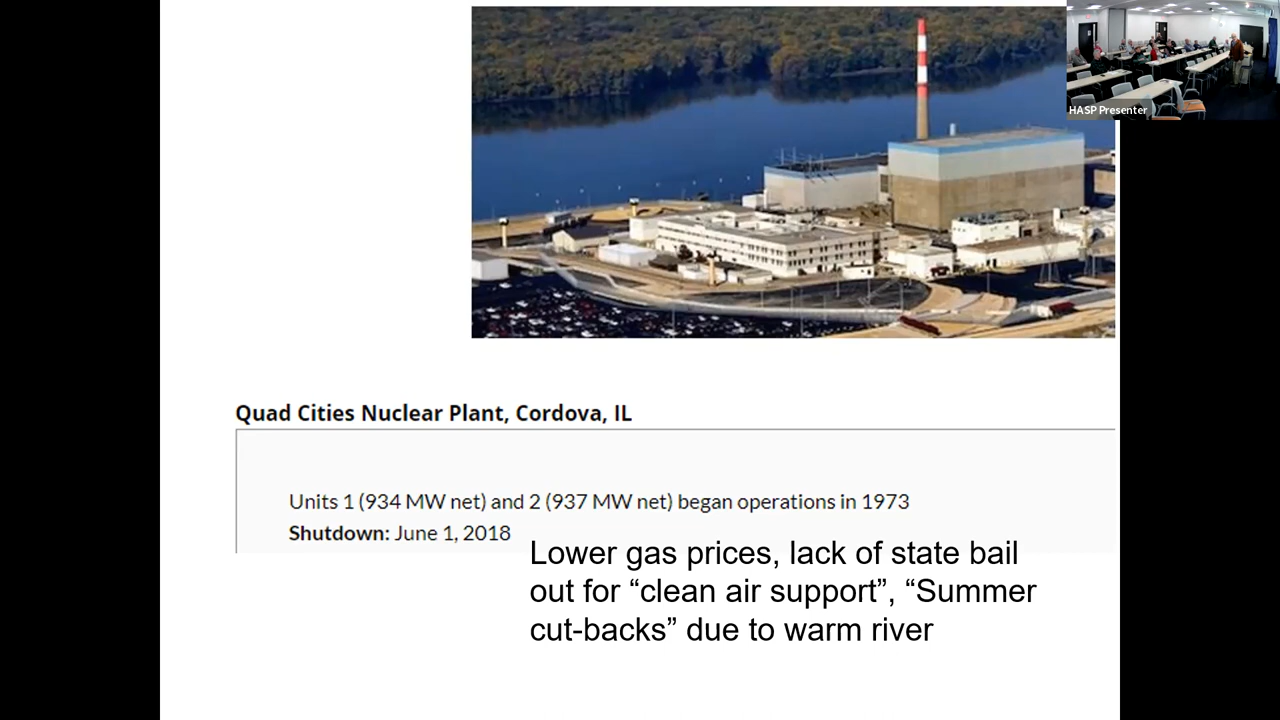 HASP Presenter
Quad Cities Nuclear Plant, Cordova, IL
Units 1 (934 MW net) and 2 (937 MW net) began operations in 1973
Shutdown: June 1, 2018
Lower gas prices, lack of state bail
out for “clean air support”, “Summer
cut-backs” due to warm river